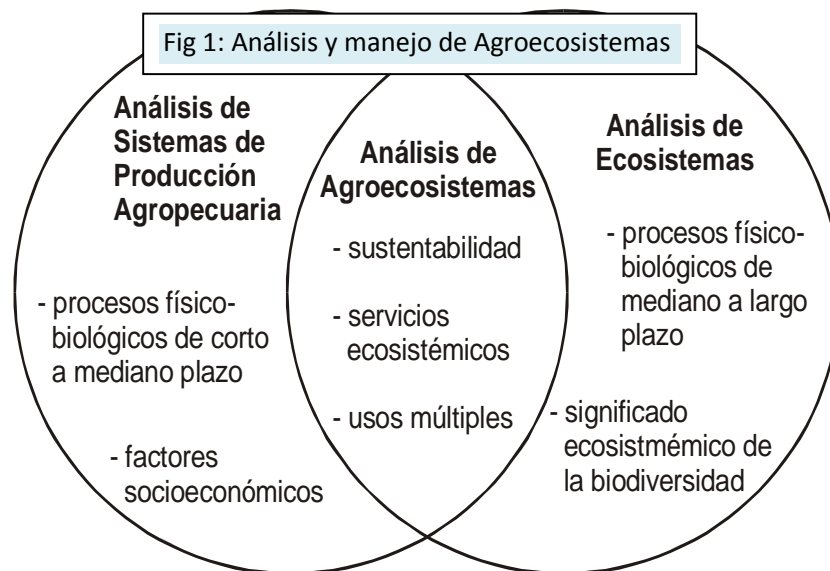 Fig 1: Análisis y manejo de Agroecosistemas
Análisis de
Sistemas de
Producción
Agropecuaria
- procesos físico-
biológicos de corto
a mediano plazo
- factores
socioeconómicos
Análisis de
Agroecosistemas
- sustentabilidad
- servicios
ecosistémicos
- usos múltiples
Análisis de
Ecosistemas
- procesos físico-
biológicos de
mediano a largo
plazo
- significado
ecosistmémico de
la biodiversidad